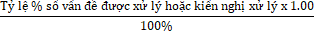 Tỷ lệ % số vấn đề được xử lý hoặc kiến nghị xử lý x 1.00
100%